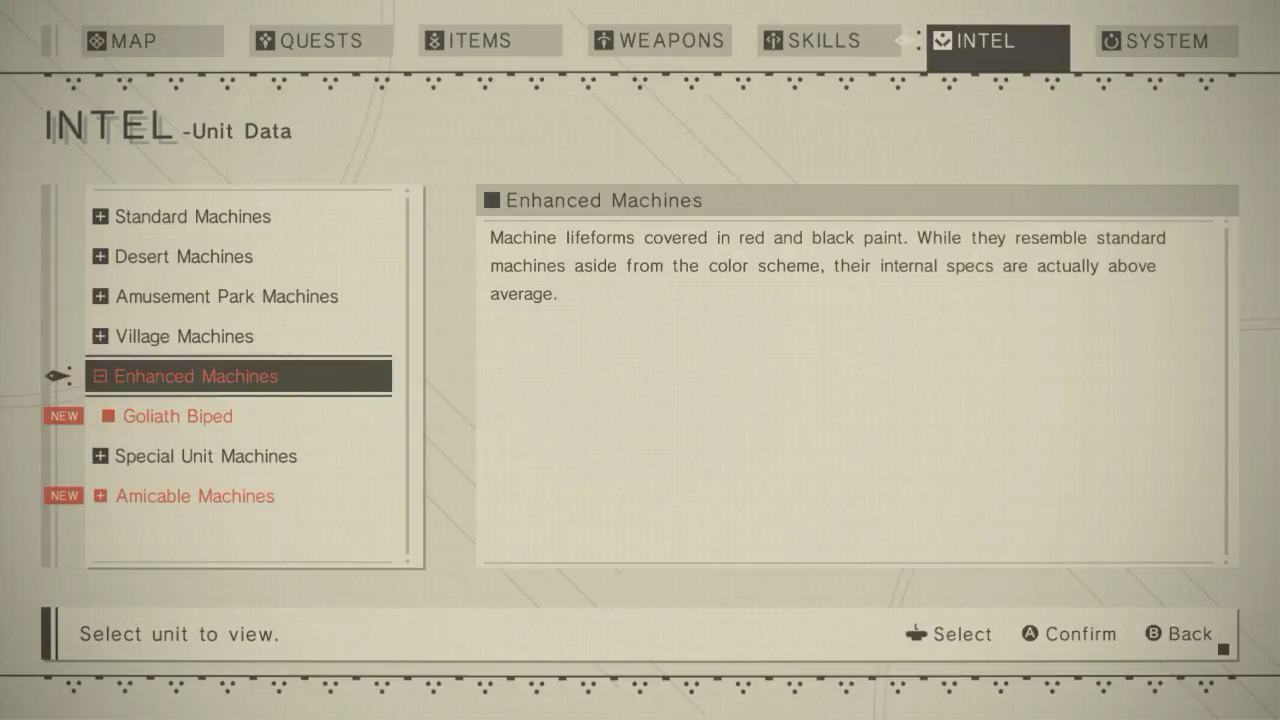 MAP QUESTS ITEMS WEAPONS SKILLS INTEL SYSTEM
INTEL -Unit Data
Standard Machines
Desert Machines
Amusement Park Machines
Village Machines
Enhanced Machines
NEW Goliath Biped
Special Unit Machines
NEW Amicable Machines
Enhanced Machines
Machine lifeforms covered in red and black paint. While they resemble standard
machines aside from the color scheme, their internal specs are actually above
average.
Select unit to view.
Select A Confirm B Back